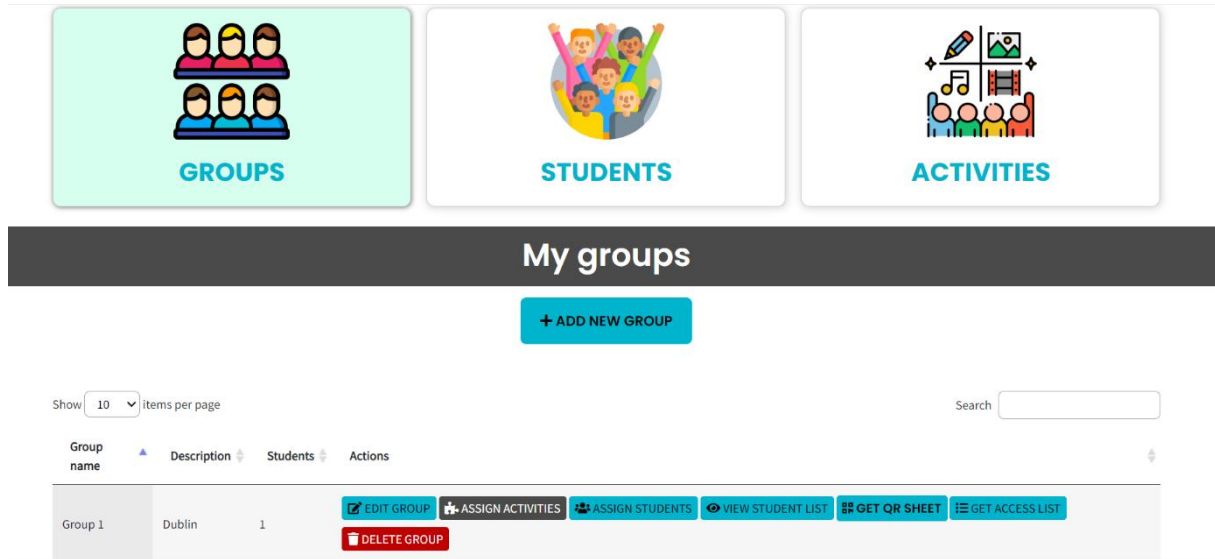 GROUPS STUDENTS ACTIVITIES
My groups
+ ADD NEW GROUP
Show 10 items per page Search
Group name Description Students Actions
Group 1 Dublin 1 EDIT GROUP ASSIGN ACTIVITIES ASSIGN STUDENTS VIEW STUDENT LIST GET QR SHEET GET ACCESS LIST
DELETE GROUP